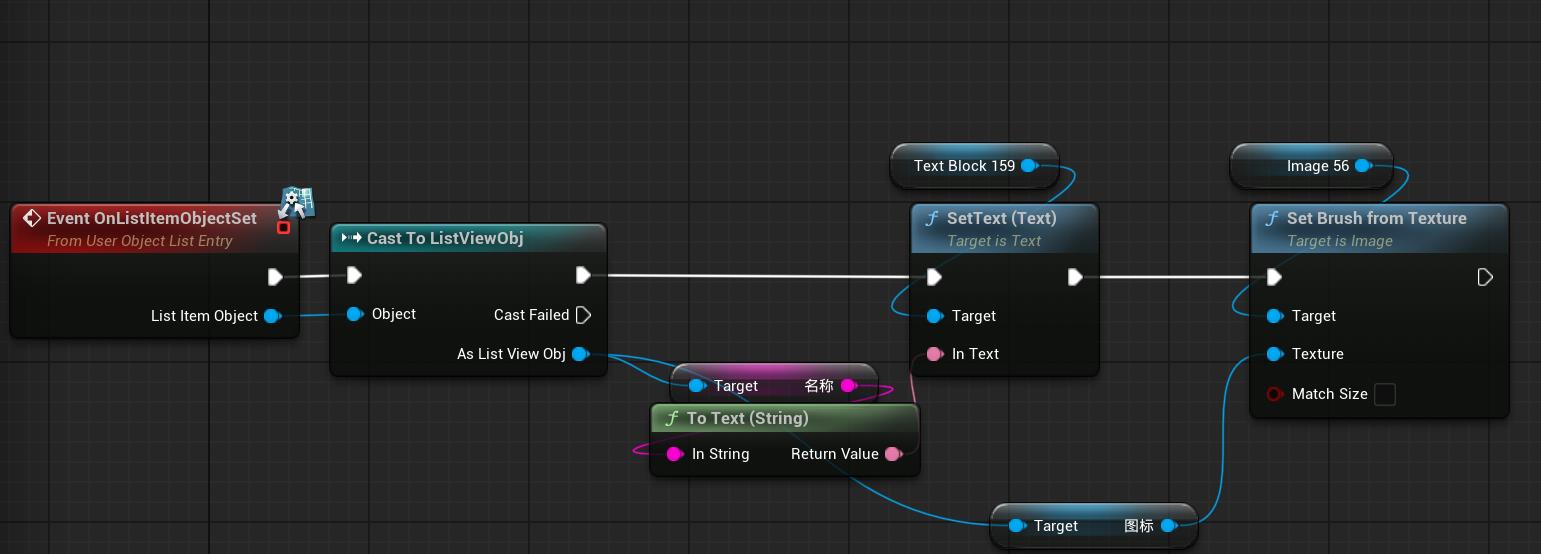 Text Block 159
Image 56
Event OnListItemObjectSet
From User Object List Entry
List Item Object
Cast To ListViewObj
Object
Cast Failed
As List View Obj
SetText (Text)
Target is Text
Target
In Text
Set Brush from Texture
Target is Image
Target
Texture
Match Size
Target 名称
To Text (String)
In String Return Value
Target 图标